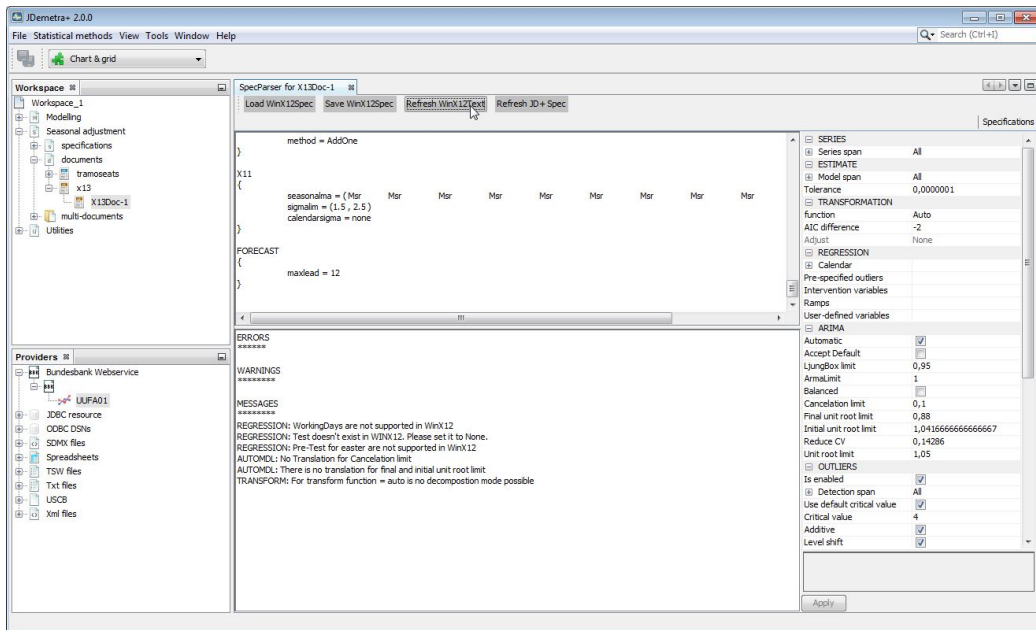 JDemetra+ 2.0.0
File Statistical methods View Tools Window Help
Search (Ctrl+I)
Chart & grid
Workspace
Workspace_1
Modelling
Seasonal adjustment
specifications
documents
tramoseats
x13
X13Doc-1
multi-documents
Utilities
Providers
Bundesbank Webservice
UUFA01
JDBC resource
ODBC DSNs
SDMX files
Spreadsheets
TSW files
Txt files
USCB
Xml files
SpecParser for X13Doc-1
Load WinX12Spec Save WinX12Spec Refresh WinX12Text Refresh JD+ Spec
Specifications
method = AddOne
}
X11
{
seasonalma = ( Msr Msr Msr Msr Msr Msr Msr Msr Msr
sigmalim = (1.5 , 2.5 )
calendarsigma = none
}
FORECAST
{
maxlead = 12
}
ERRORS
******
WARNINGS
********
MESSAGES
********
REGRESSION: WorkingDays are not supported in WinX12
REGRESSION: Test doesn't exist in WINX12. Please set it to None.
REGRESSION: Pre-Test for easter are not supported in WinX12
AUTOMDL: No Translation for Cancelation limit
AUTOMDL: There is no translation for final and initial unit root limit
TRANSFORM: For transform function = auto is no decompostion mode possible
SERIES
Series span All
ESTIMATE
Model span All
Tolerance 0,0000001
TRANSFORMATION
function Auto
AIC difference -2
Adjust None
REGRESSION
Calendar
Pre-specified outliers
Intervention variables
Ramps
User-defined variables
ARIMA
Automatic
Accept Default
LjungBox limit 0,95
ArmaLimit 1
Balanced
Cancelation limit 0,1
Final unit root limit 0,88
Initial unit root limit 1,0416666666666667
Reduce CV 0,14286
Unit root limit 1,05
OUTLIERS
Is enabled
Detection span All
Use default critical value
Critical value 4
Additive
Level shift
Apply